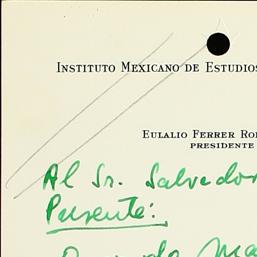 Instituto Mexicano de Estudios
Eulalio Ferrer Ro
PRESIDENTE
Al Sr. Salvador
Presente: